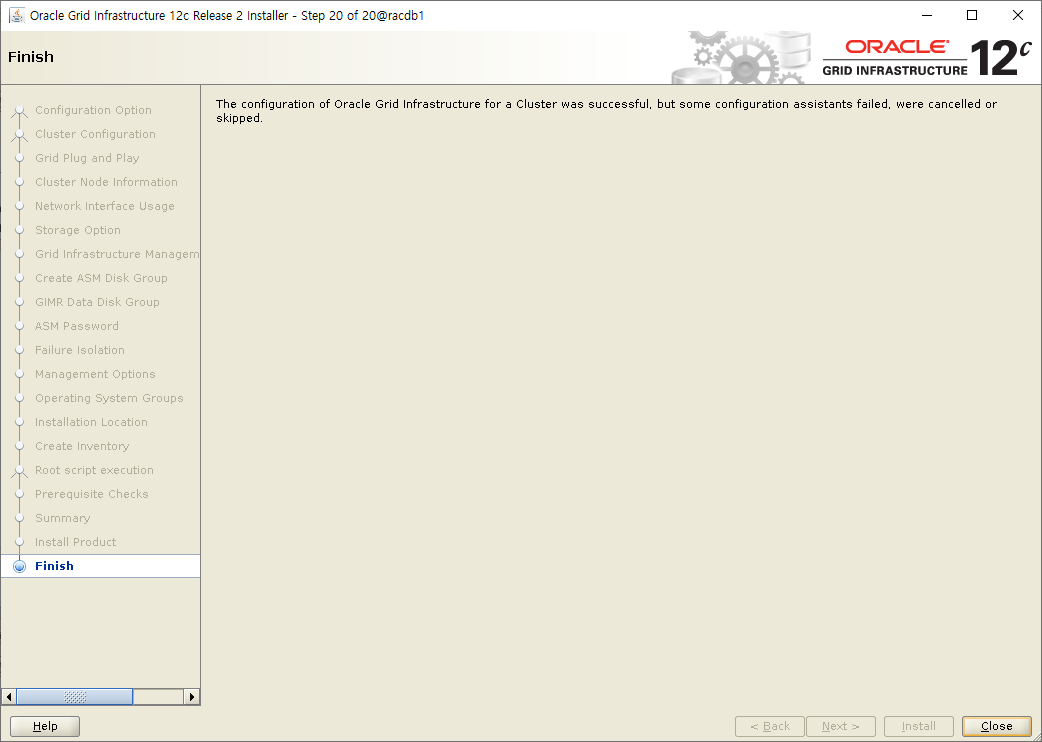 Oracle Grid Infrastructure 12c Release 2 Installer - Step 20 of 20@racdb1
Finish
ORACLE®
GRID INFRASTRUCTURE
12c
Configuration Option
Cluster Configuration
Grid Plug and Play
Cluster Node Information
Network Interface Usage
Storage Option
Grid Infrastructure Managem
Create ASM Disk Group
GIMR Data Disk Group
ASM Password
Failure Isolation
Management Options
Operating System Groups
Installation Location
Create Inventory
Root script execution
Prerequisite Checks
Summary
Install Product
Finish
The configuration of Oracle Grid Infrastructure for a Cluster was successful, but some configuration assistants failed, were cancelled or
skipped.
Help
< Back
Next >
Install
Close